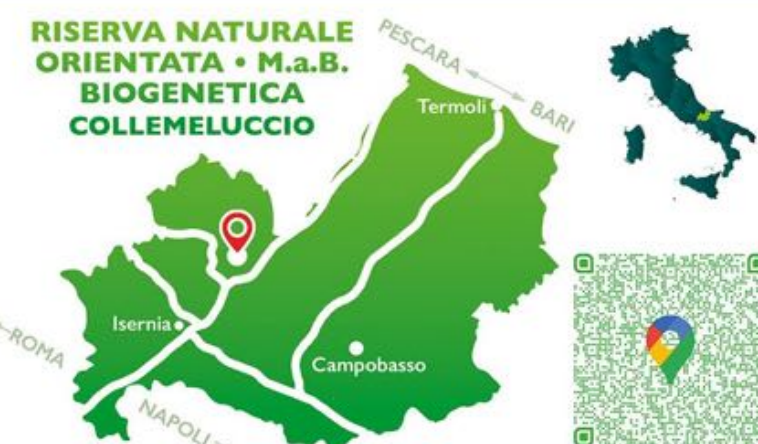 RISERVA NATURALE
ORIENTATA • M.a.B.
BIOGENETICA
COLLEMELUCCIO
PESCARA
BARI
Termoli
Isernia
Campobasso
ROMA
NAPOLI